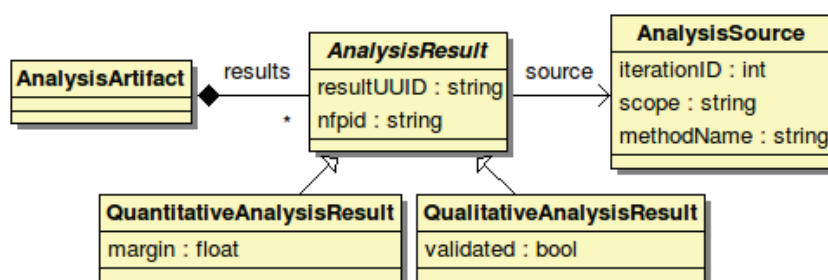 AnalysisArtifact
results
*
AnalysisResult
resultUUID : string
nfpid : string
source
AnalysisSource
iterationID : int
scope : string
methodName : string
QuantitativeAnalysisResult
margin : float
QualitativeAnalysisResult
validated : bool